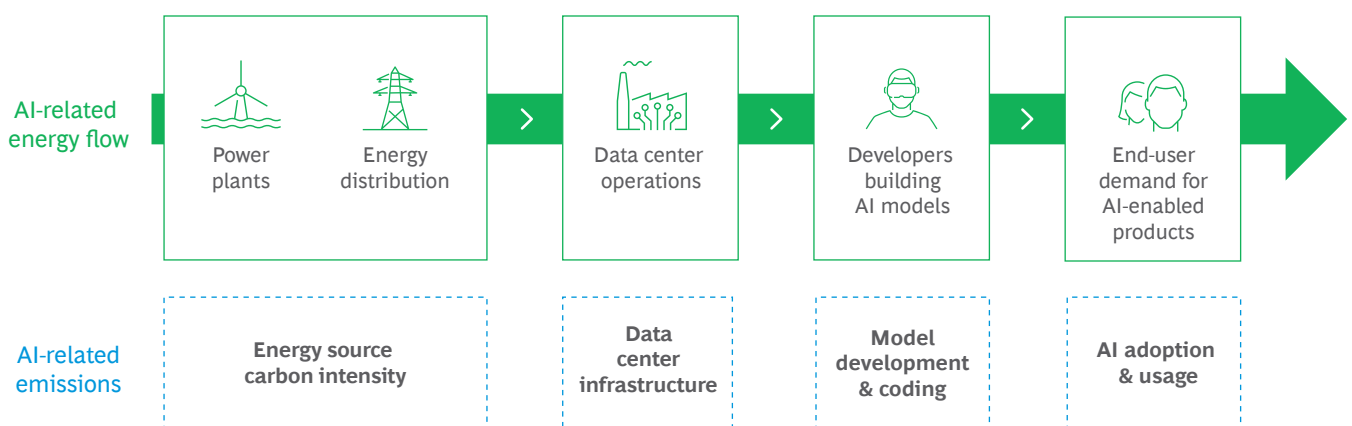 AI-related
energy flow
Power
plants
Energy
distribution
Data center
operations
Developers
building
AI models
End-user
demand for
AI-enabled
products
AI-related
emissions
Energy source
carbon intensity
Data
center
infrastructure
Model
development
& coding
AI adoption
& usage